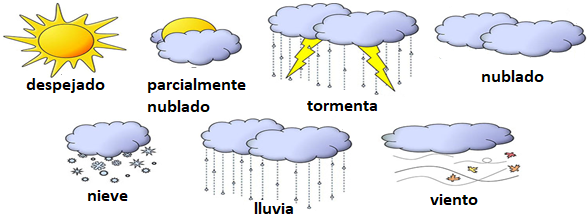 despejado
parcialmente
nublado
tormenta
nublado
nieve
lluvia
viento